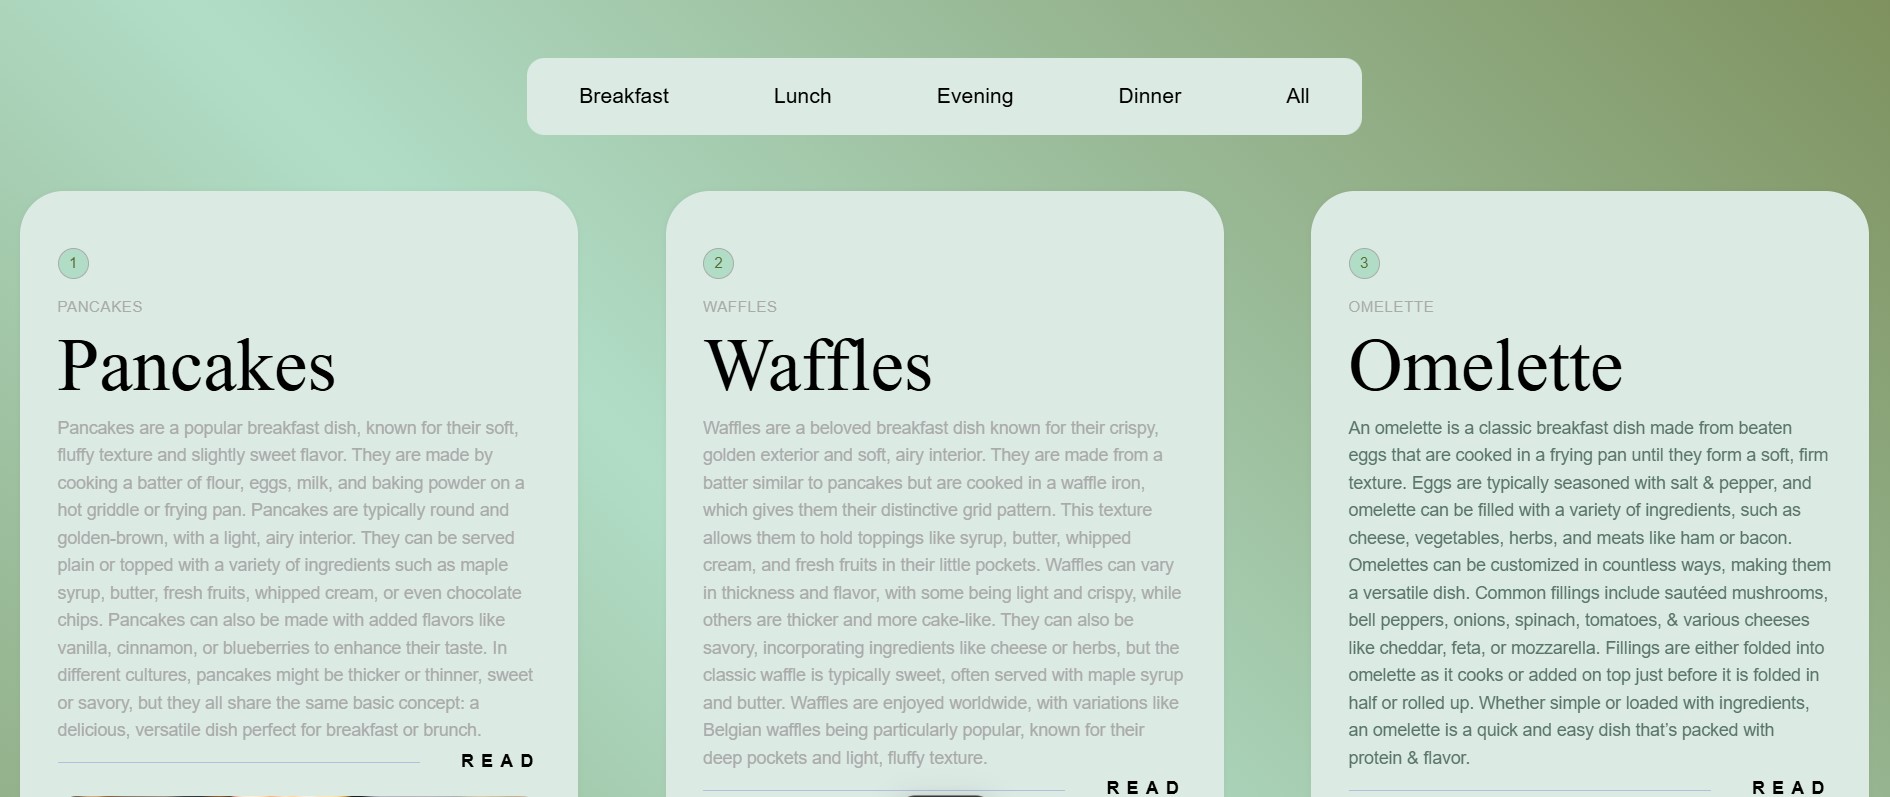 Breakfast Lunch Evening Dinner All
1
PANCAKES
Pancakes
Pancakes are a popular breakfast dish, known for their soft,
fluffy texture and slightly sweet flavor. They are made by
cooking a batter of flour, eggs, milk, and baking powder on a
hot griddle or frying pan. Pancakes are typically round and
golden-brown, with a light, airy interior. They can be served
plain or topped with a variety of ingredients such as maple
syrup, butter, fresh fruits, whipped cream, or even chocolate
chips. Pancakes can also be made with added flavors like
vanilla, cinnamon, or blueberries to enhance their taste. In
different cultures, pancakes might be thicker or thinner, sweet
or savory, but they all share the same basic concept: a
delicious, versatile dish perfect for breakfast or brunch.
READ
2
WAFFLES
Waffles
Waffles are a beloved breakfast dish known for their crispy,
golden exterior and soft, airy interior. They are made from a
batter similar to pancakes but are cooked in a waffle iron,
which gives them their distinctive grid pattern. This texture
allows them to hold toppings like syrup, butter, whipped
cream, and fresh fruits in their little pockets. Waffles can vary
in thickness and flavor, with some being light and crispy, while
others are thicker and more cake-like. They can also be
savory, incorporating ingredients like cheese or herbs, but the
classic waffle is typically sweet, often served with maple syrup
and butter. Waffles are enjoyed worldwide, with variations like
Belgian waffles being particularly popular, known for their
deep pockets and light, fluffy texture.
READ
3
OMELETTE
Omelette
An omelette is a classic breakfast dish made from beaten
eggs that are cooked in a frying pan until they form a soft, firm
texture. Eggs are typically seasoned with salt & pepper, and
omelette can be filled with a variety of ingredients, such as
cheese, vegetables, herbs, and meats like ham or bacon.
Omelettes can be customized in countless ways, making them
a versatile dish. Common fillings include sautéed mushrooms,
bell peppers, onions, spinach, tomatoes, & various cheeses
like cheddar, feta, or mozzarella. Fillings are either folded into
omelette as it cooks or added on top just before it is folded in
half or rolled up. Whether simple or loaded with ingredients,
an omelette is a quick and easy dish that’s packed with
protein & flavor.
READ